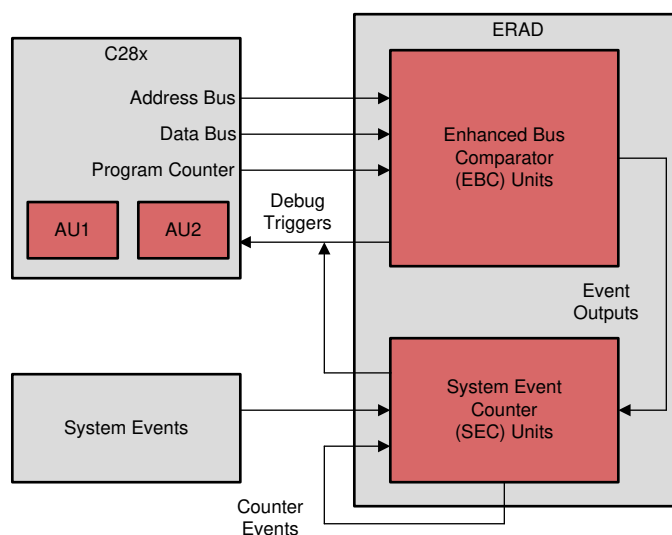 C28x
Address Bus
Data Bus
Program Counter
AU1
AU2
Debug
Triggers
ERAD
Enhanced Bus
Comparator
(EBC) Units
Event
Outputs
System Events
System Event
Counter
(SEC) Units
Counter
Events